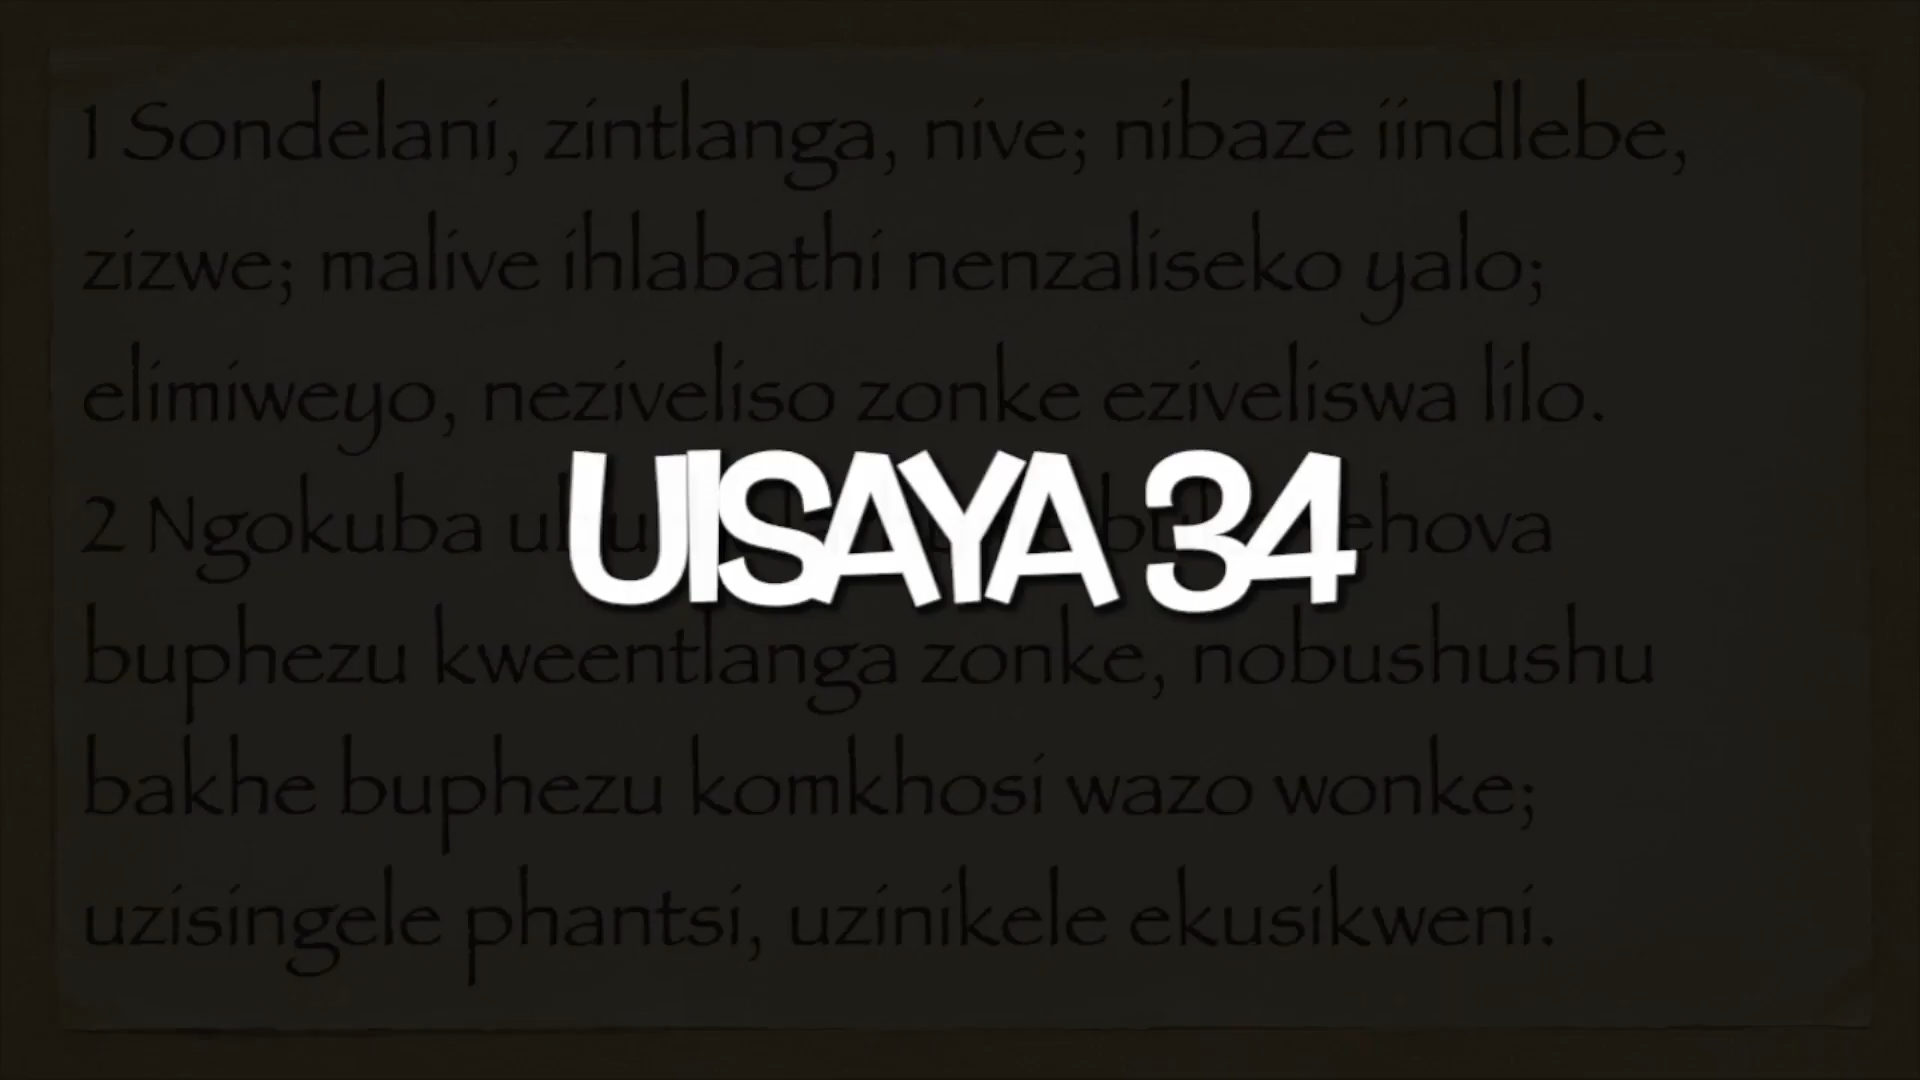 1 Sondelani, zintlanga, nive; nibaze iindlebe,
zizwe; malive ihlabathi nenzaliseko yalo;
elimiweyo, neziveliso zonke eziveliswa lilo.
UISAYA 34
2 Ngokuba
buphezu kweentlanga zonke, nobushushu
bakhe buphezu komkhosi wazo wonke;
uzisingele phantsi, uzinikele ekusikweni.